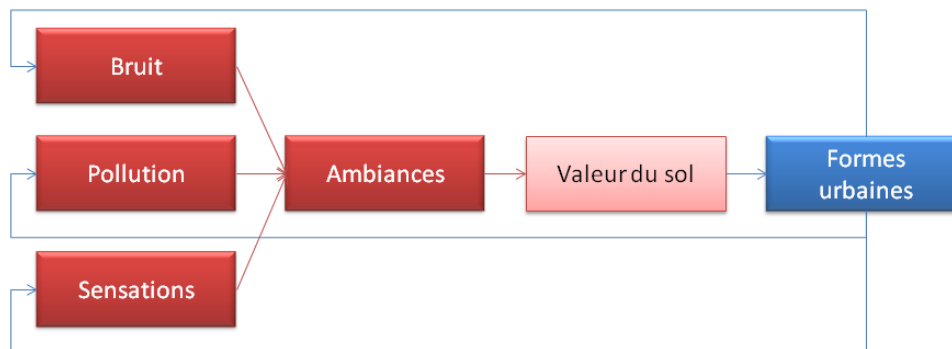 Bruit
Pollution
Ambiances
Valeur du sol
Formes
urbaines
Sensations